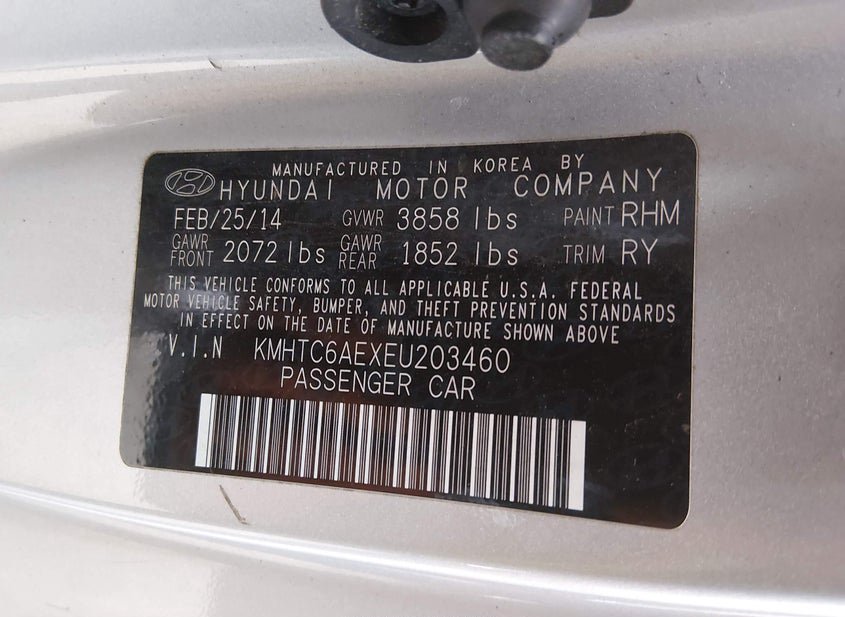 MANUFACTURED IN KOREA BY
HYUNDAI MOTOR COMPANY
FEB/25/14 GVWR 3858 lbs PAINT RHM
GAWR FRONT 2072 lbs GAWR REAR 1852 lbs TRIM RY
THIS VEHICLE CONFORMS TO ALL APPLICABLE U.S.A. FEDERAL
MOTOR VEHICLE SAFETY, BUMPER, AND THEFT PREVENTION STANDARDS
IN EFFECT ON THE DATE OF MANUFACTURE SHOWN ABOVE
V.I.N KMHTC6AEXEU203460
PASSENGER CAR